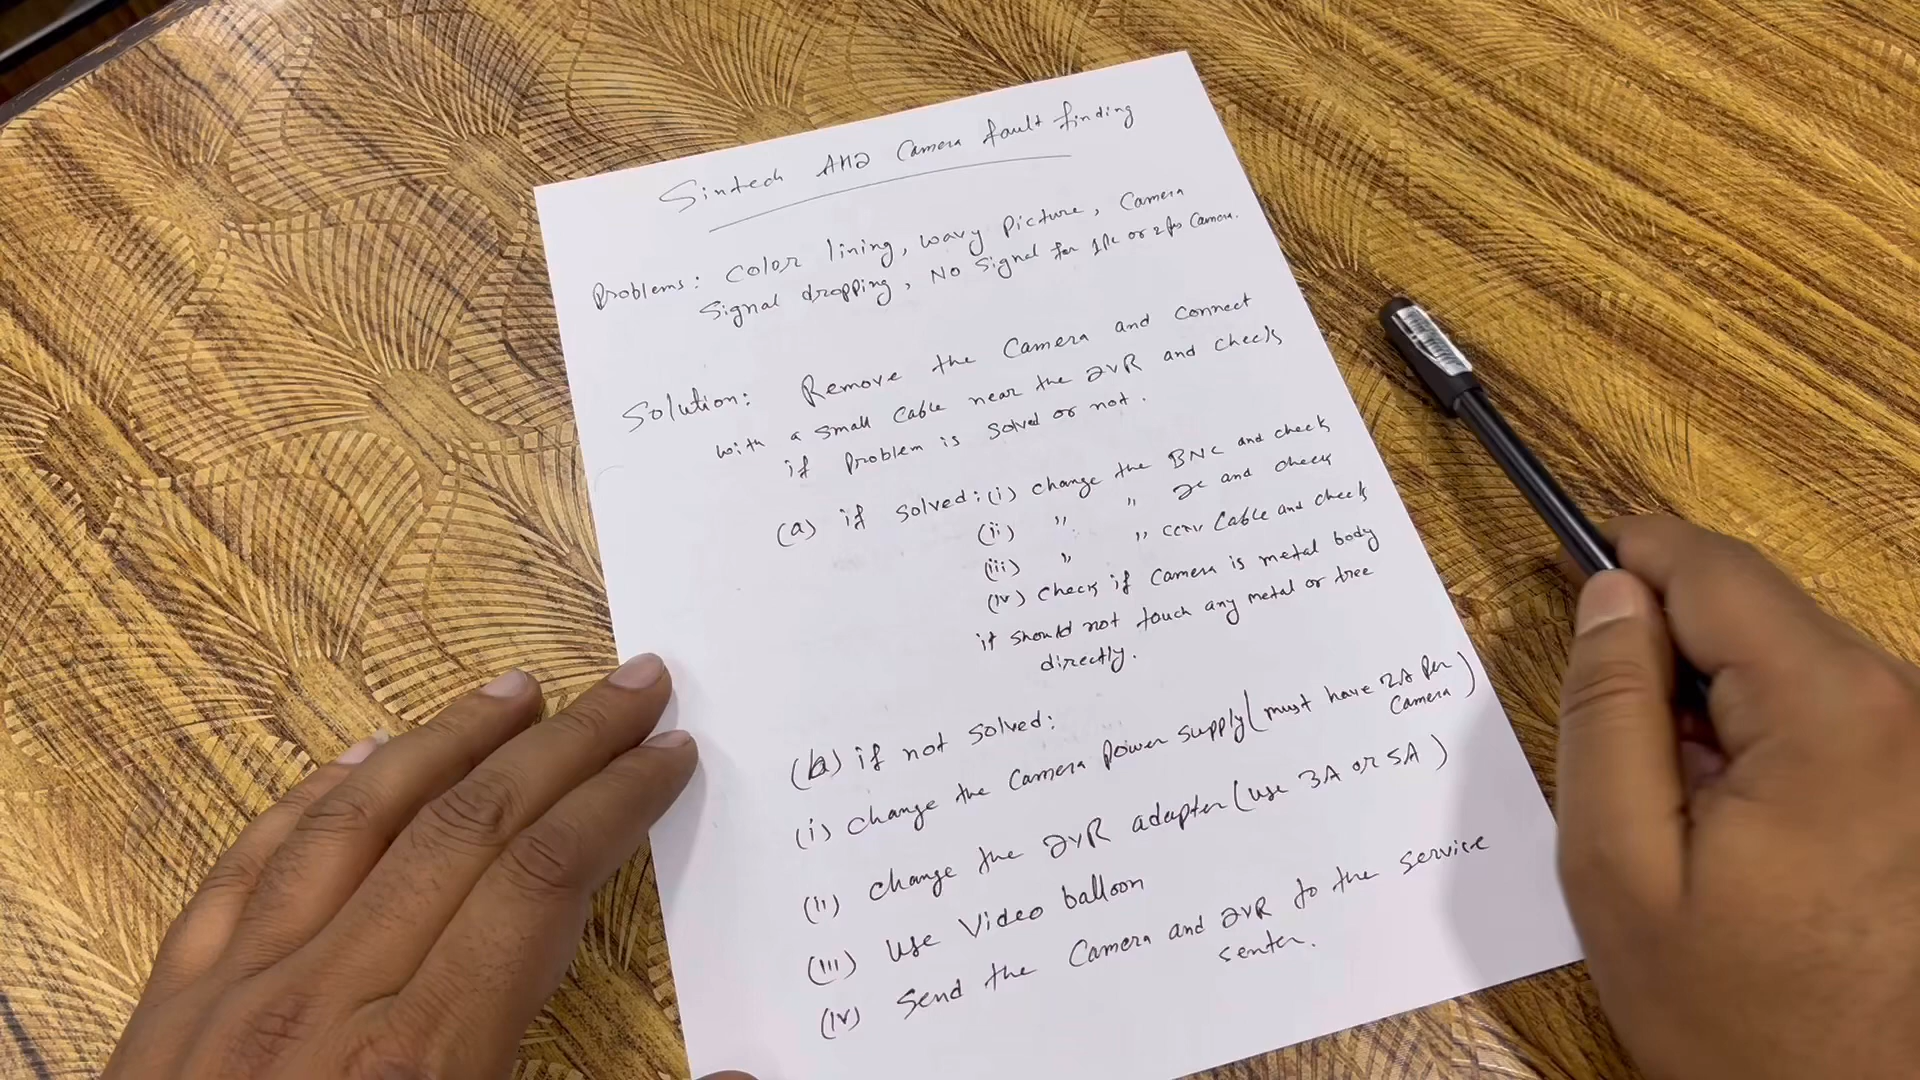 Sintech AHD Camera fault finding
Problems: Color lining, wavy Picture, Camera
Signal dropping, No Signal for 1Pc or 2Pcs Camera.
Solution: Remove the Camera and Connect
with a small Cable near the DVR and check
if Problem is Solved or not.
(a) if solved: (i) change the BNC and check
(ii) " " DC and check
(iii) " " CCTV Cable and check
(iv) check if Camera is metal body
it should not touch any metal or tree
directly.
(b) if not solved:
(i) change the Camera power supply (must have 2A Per
Camera)
(ii) change the DVR adapter (use 3A or 5A)
(iii) use Video balloon
(iv) Send the Camera and DVR to the service
senter.